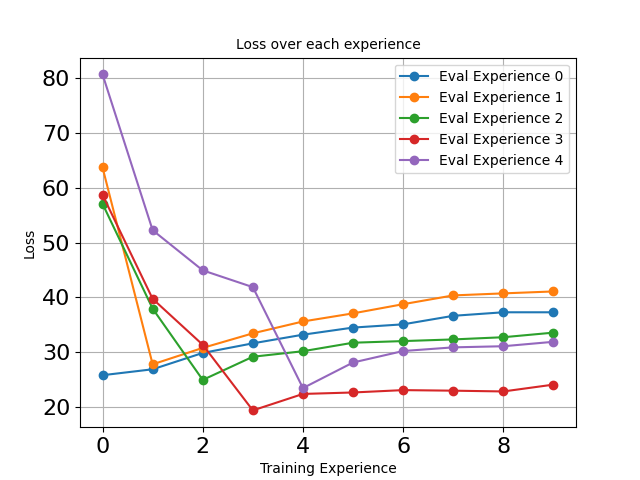 Loss over each experience
Eval Experience 0
Eval Experience 1
Eval Experience 2
Eval Experience 3
Eval Experience 4
Loss
80
70
60
50
40
30
20
0 2 4 6 8
Training Experience